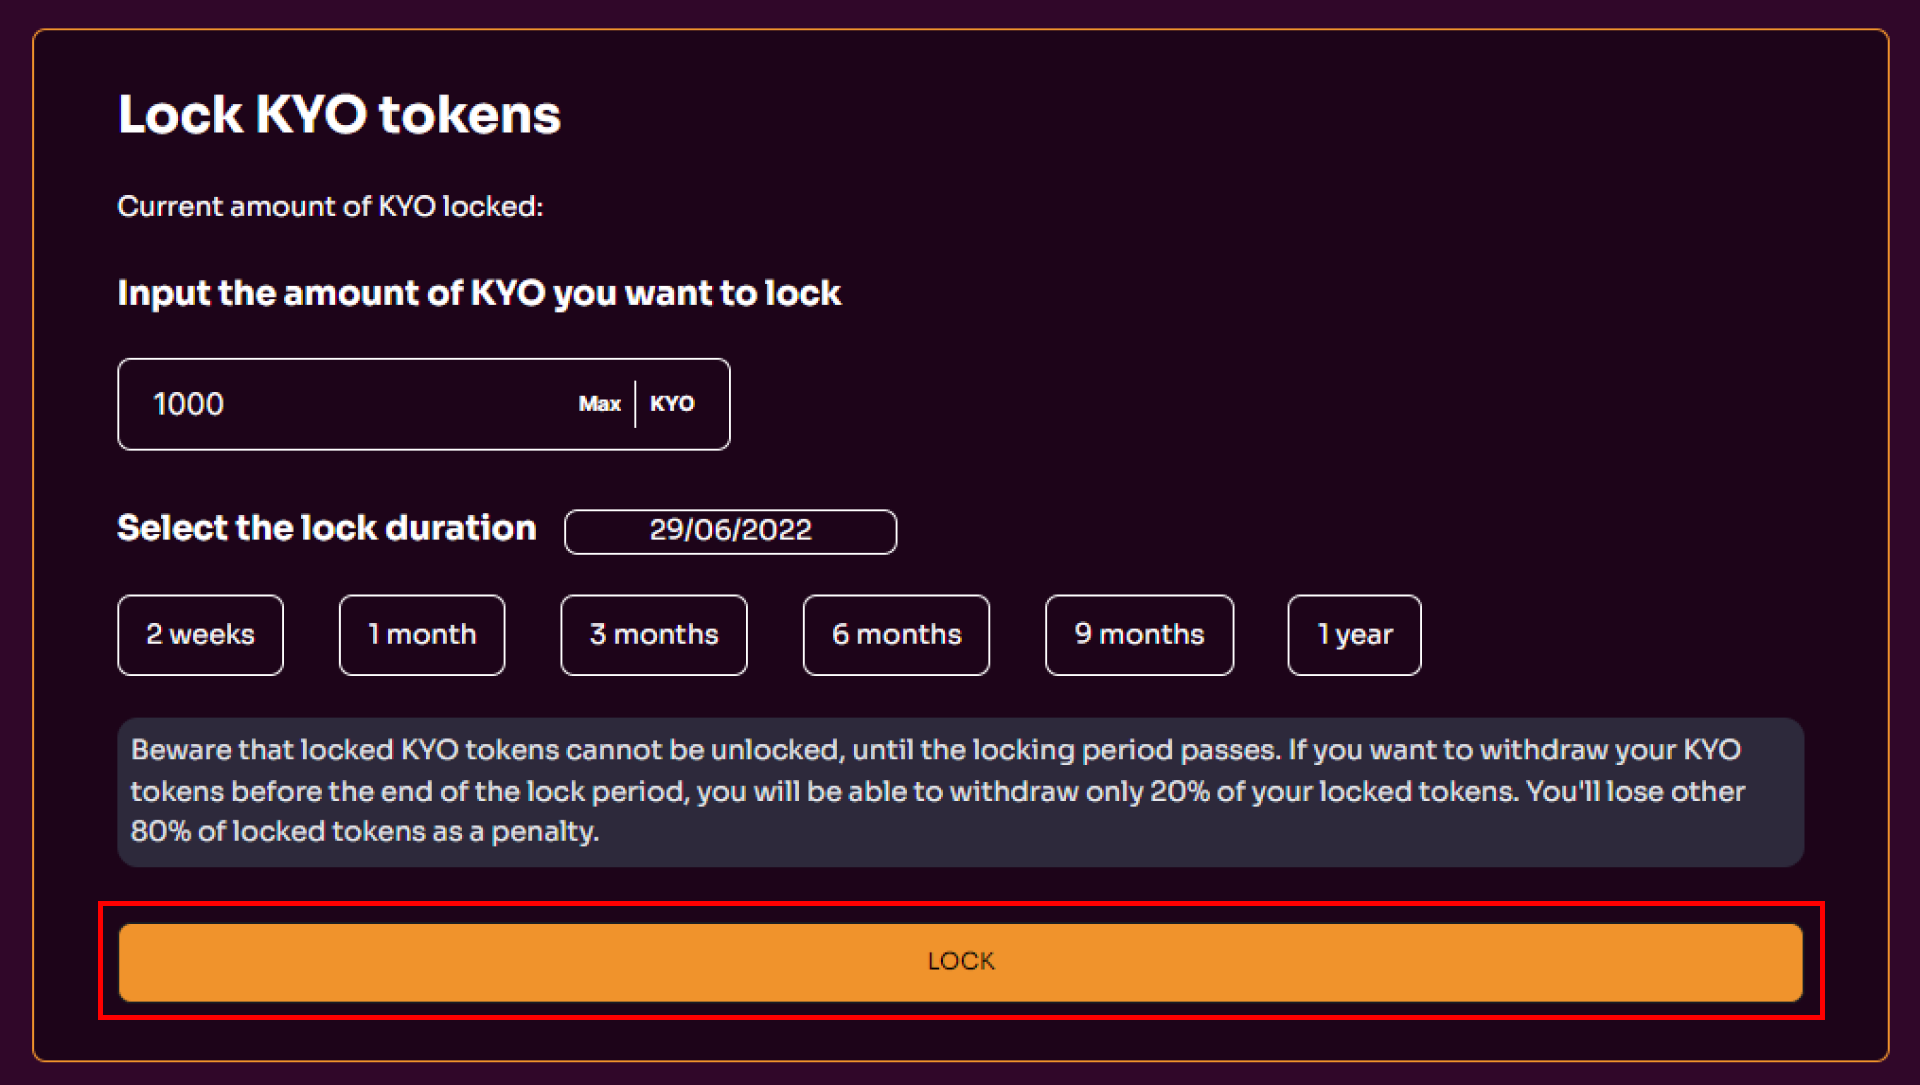 Lock KYO tokens
Current amount of KYO locked:
Input the amount of KYO you want to lock
1000 Max KYO
Select the lock duration 29/06/2022
2 weeks 1 month 3 months 6 months 9 months 1 year
Beware that locked KYO tokens cannot be unlocked, until the locking period passes. If you want to withdraw your KYO
tokens before the end of the lock period, you will be able to withdraw only 20% of your locked tokens. You'll lose other
80% of locked tokens as a penalty.
LOCK